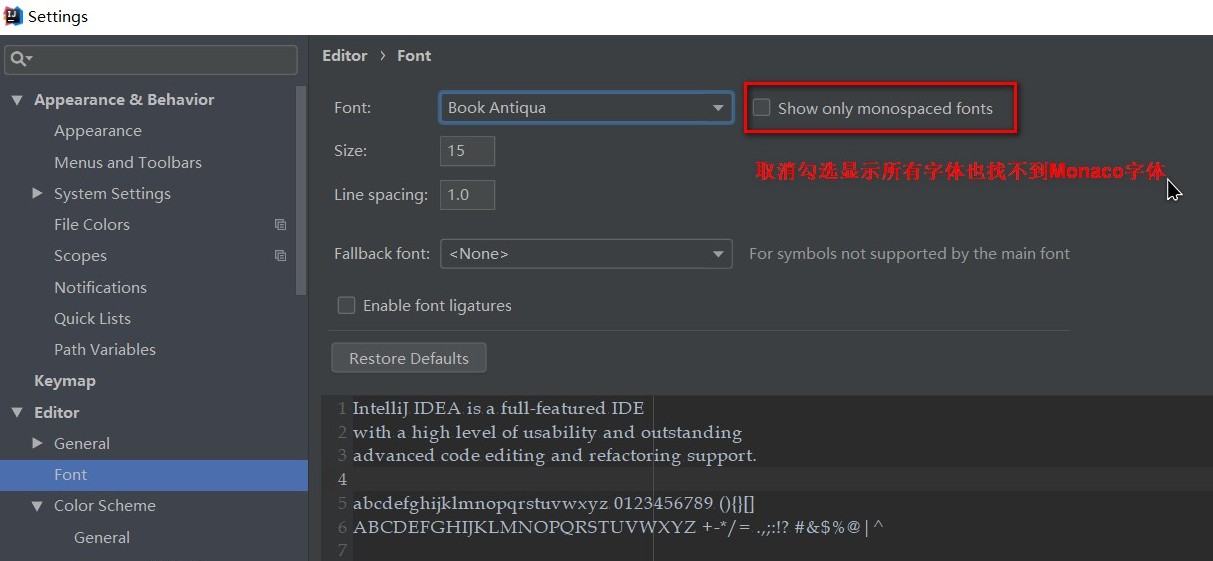 Settings
Editor › Font
Appearance & Behavior
Appearance
Menus and Toolbars
System Settings
File Colors
Scopes
Notifications
Quick Lists
Path Variables
Keymap
Editor
General
Font
Color Scheme
General
Font: Book Antiqua Show only monospaced fonts
取消勾选显示所有字体也找不到Monaco字体
Size: 15
Line spacing: 1.0
Fallback font: <None> For symbols not supported by the main font
Enable font ligatures
Restore Defaults
1 IntelliJ IDEA is a full-featured IDE
2 with a high level of usability and outstanding
3 advanced code editing and refactoring support.
4
5 abcdefghijklmnopqrstuvwxyz 0123456789 (){}[]
6 ABCDEFGHIJKLMNOPQRSTUVWXYZ +-*/= .,;:!? #&$%@|^
7